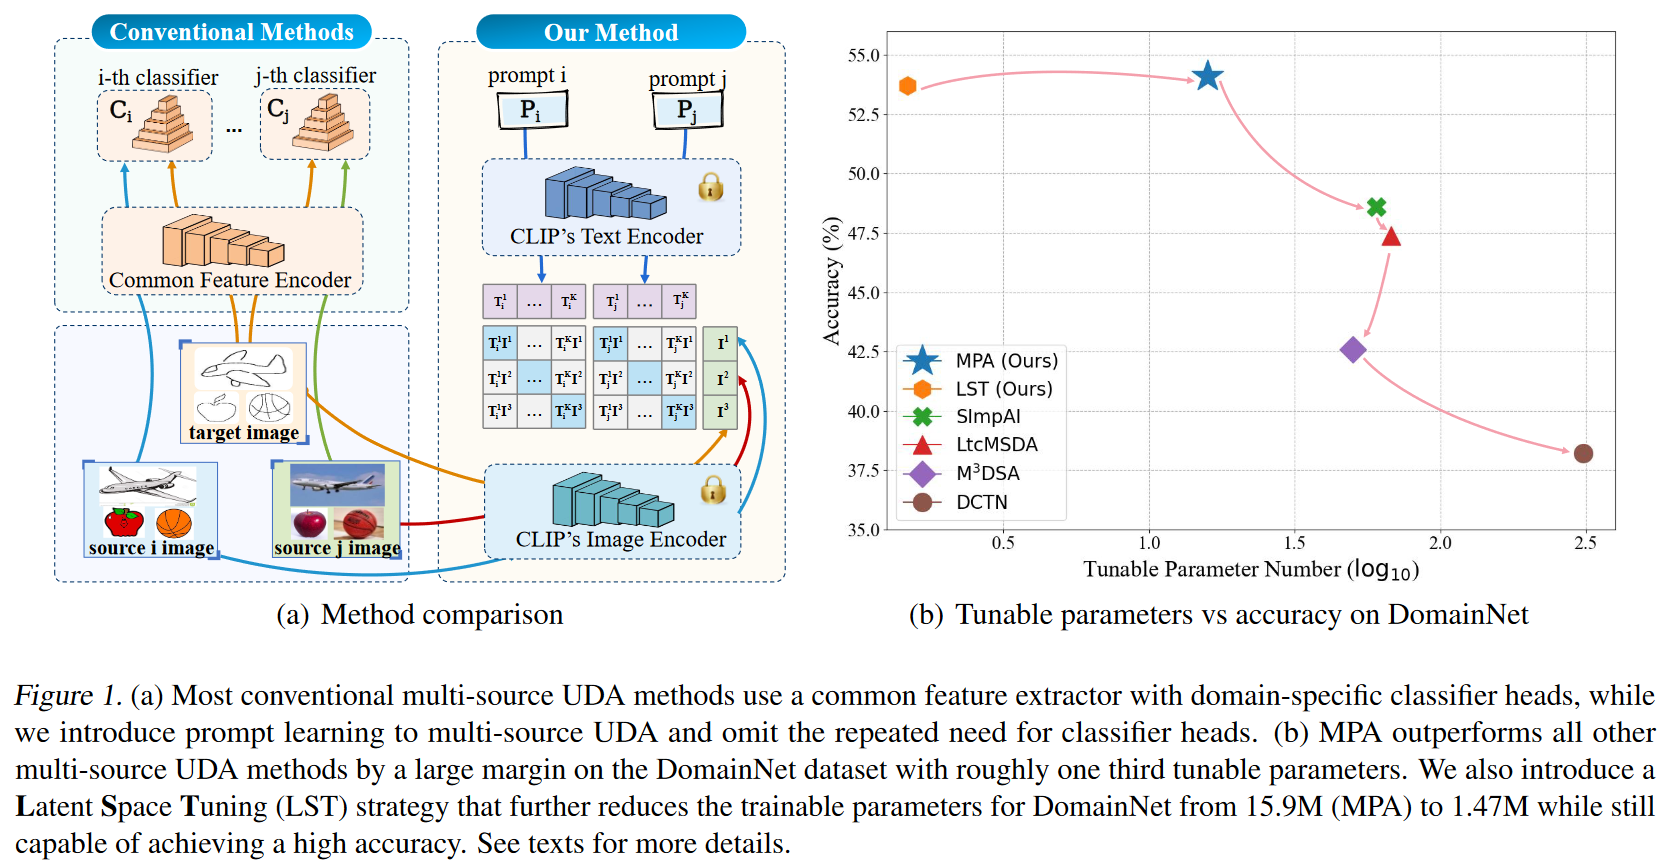 Conventional Methods
i-th classifier
j-th classifier
Ci
...
Cj
Common Feature Encoder
target image
source i image
source j image
Our Method
prompt i
prompt j
Pi
Pj
CLIP's Text Encoder
T_i^1 ... T_i^K T_j^1 ... T_j^K
T_i^1I^1 ... T_i^KI^1 T_j^1I^1 ... T_j^KI^1 I^1
T_i^1I^2 ... T_i^KI^2 T_j^1I^2 ... T_j^KI^2 I^2
T_i^1I^3 ... T_i^KI^3 T_j^1I^3 ... T_j^KI^3 I^3
CLIP's Image Encoder
(a) Method comparison
Accuracy (%)
55.0
52.5
50.0
47.5
45.0
42.5
40.0
37.5
35.0
MPA (Ours)
LST (Ours)
SImpAl
LtcMSDA
M³DSA
DCTN
0.5 1.0 1.5 2.0 2.5
Tunable Parameter Number (log₁₀)
(b) Tunable parameters vs accuracy on DomainNet
Figure 1. (a) Most conventional multi-source UDA methods use a common feature extractor with domain-specific classifier heads, while
we introduce prompt learning to multi-source UDA and omit the repeated need for classifier heads. (b) MPA outperforms all other
multi-source UDA methods by a large margin on the DomainNet dataset with roughly one third tunable parameters. We also introduce a
Latent Space Tuning (LST) strategy that further reduces the trainable parameters for DomainNet from 15.9M (MPA) to 1.47M while still
capable of achieving a high accuracy. See texts for more details.